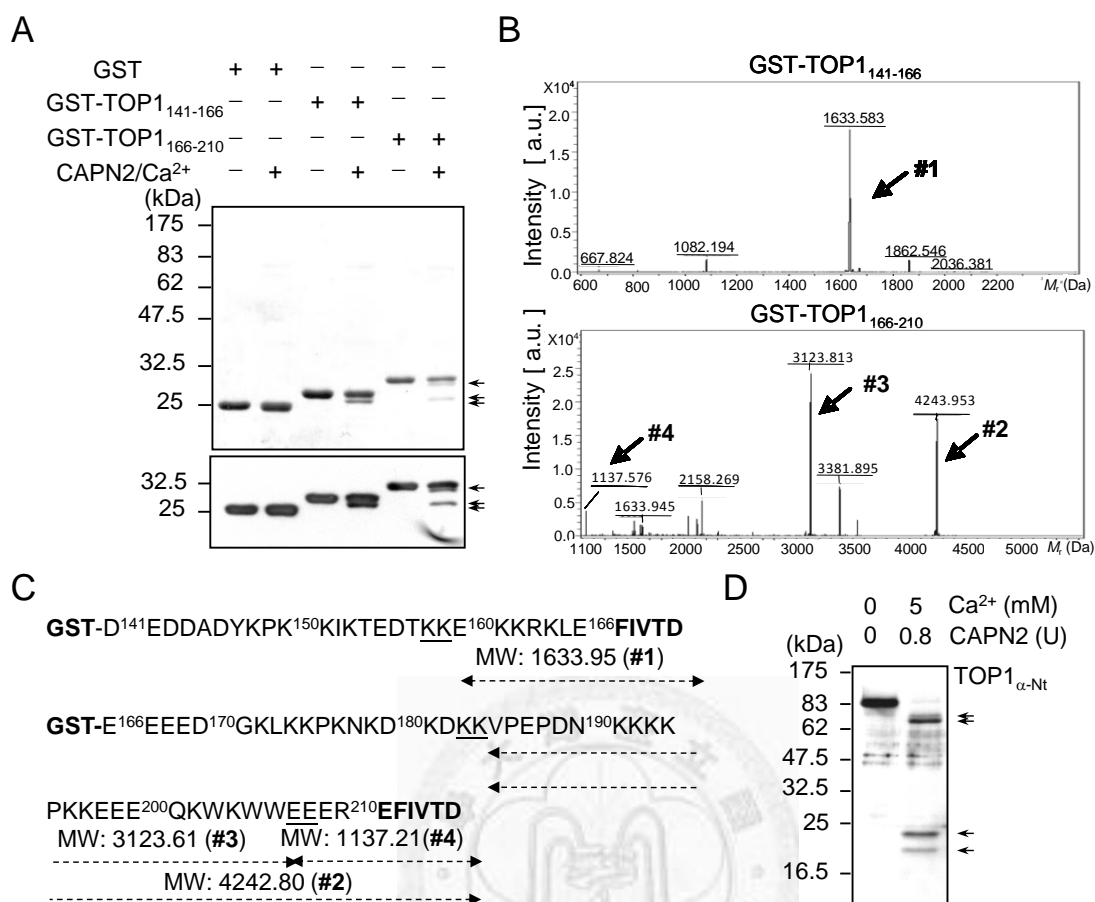 A
GST + + – – – –
GST-TOP1141-166 – – + + – –
GST-TOP1166-210 – – – – + +
CAPN2/Ca2+ – + – + – +
(kDa)
175
83
62
47.5
32.5
25
32.5
25
B
GST-TOP1141-166
X10⁴
Intensity [ a.u. ]
2.0
1.5
1.0
0.5
0.0
1633.583
#1
667.824
1082.194
1862.546
2036.381
600 800 1000 1200 1400 1600 1800 2000 2200 Mr (Da)
GST-TOP1166-210
X10⁴
Intensity [ a.u. ]
3.0
2.5
2.0
1.5
1.0
0.5
0.0
3123.813
#3
4243.953
#2
#4
1137.576
1633.945
2158.269
3381.895
1100 1500 2000 2500 3000 3500 4000 4500 5000 Mr (Da)
C
GST-D141EDDADYKPK150KIKTEDTKKE160KKRKLE166FIVTD
MW: 1633.95 (#1)
GST-E166EEED170GKLKKPKNKD180KDKKVPEPDN190KKKK
PKKEEE200QKWKWWEEER210EFIVTD
MW: 3123.61 (#3) MW: 1137.21(#4)
MW: 4242.80 (#2)
D
0 5 Ca2+ (mM)
0 0.8 CAPN2 (U)
(kDa)
TOP1α-Nt
175
83
62
47.5
32.5
25
16.5